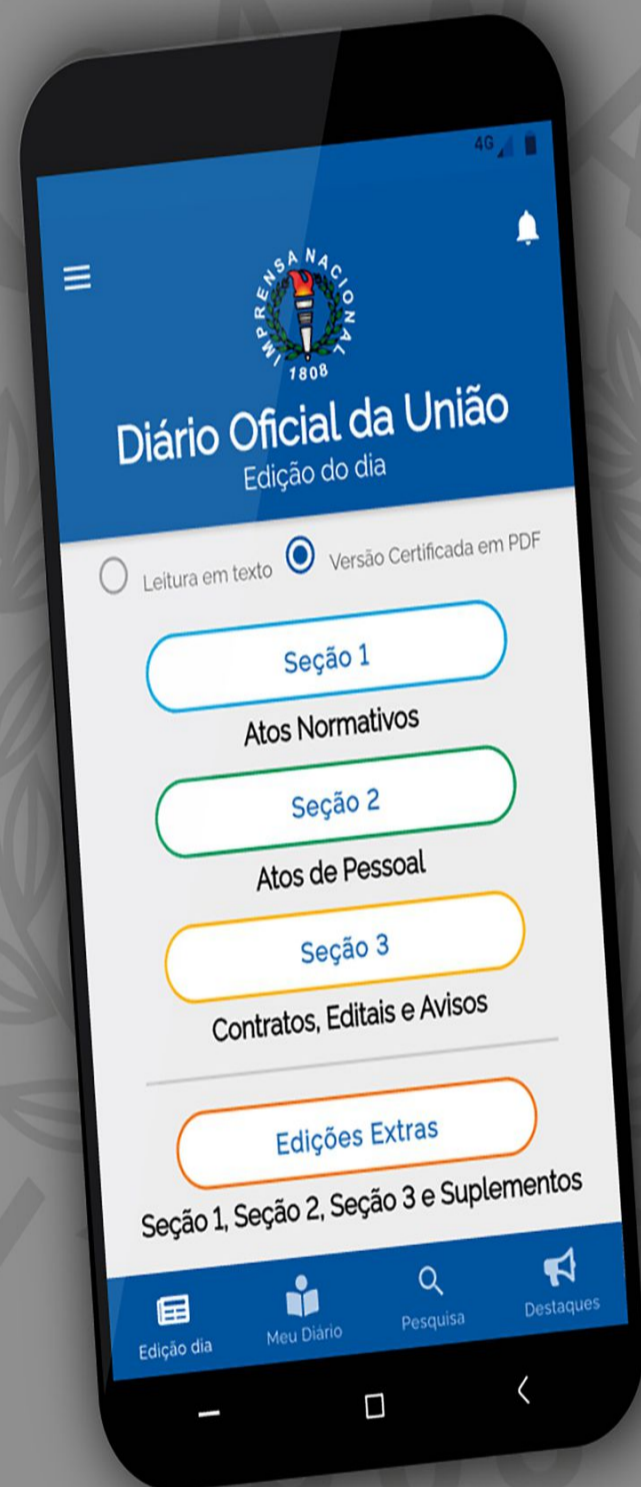 4G
IMPRENSA NACIONAL
1808
Diário Oficial da União
Edição do dia
Leitura em texto Versão Certificada em PDF
Seção 1
Atos Normativos
Seção 2
Atos de Pessoal
Seção 3
Contratos, Editais e Avisos
Edições Extras
Seção 1, Seção 2, Seção 3 e Suplementos
Edição dia Meu Diário Pesquisa Destaques